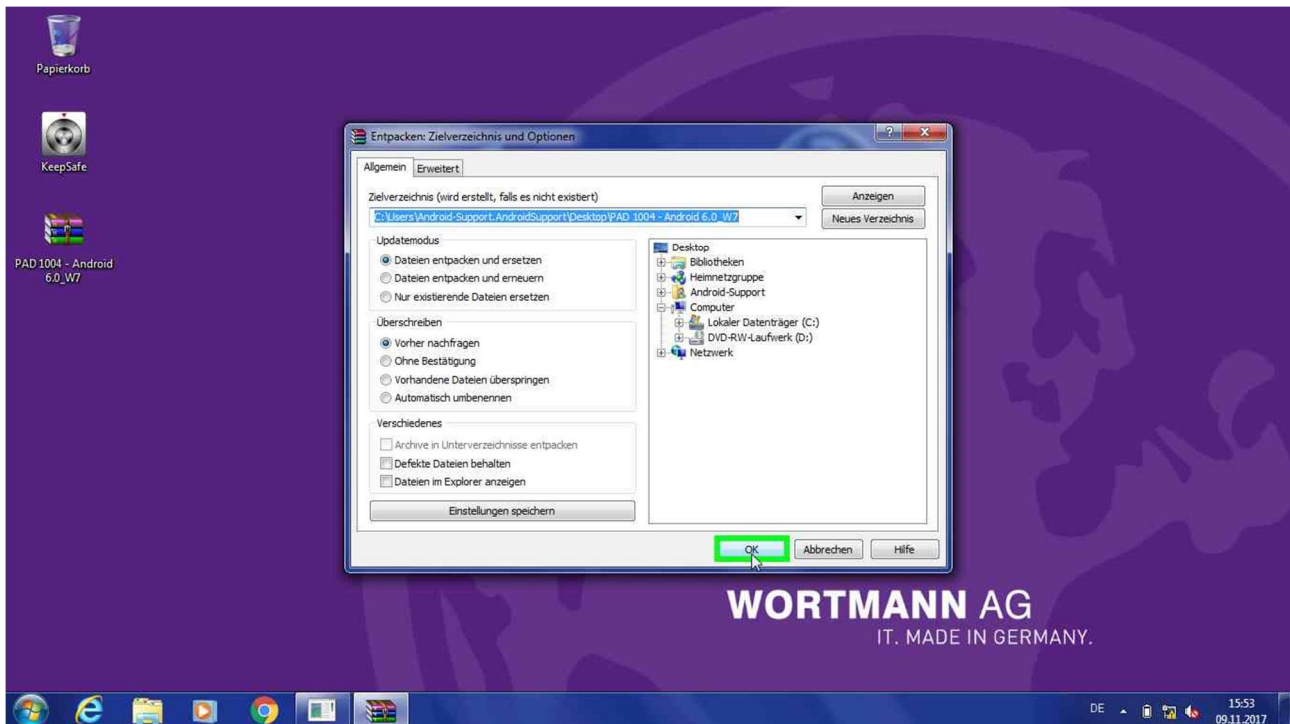 Papierkorb
KeepSafe
PAD 1004 - Android
6.0_W7
Entpacken: Zielverzeichnis und Optionen
Allgemein
Erweitert
Zielverzeichnis (wird erstellt, falls es nicht existiert)
C:\Users\Android-Support.AndroidSupport\Desktop\PAD 1004 - Android 6.0_W7
Anzeigen
Neues Verzeichnis
Updatemodus
Dateien entpacken und ersetzen
Dateien entpacken und erneuern
Nur existierende Dateien ersetzen
Überschreiben
Vorher nachfragen
Ohne Bestätigung
Vorhandene Dateien überspringen
Automatisch umbenennen
Verschiedenes
Archive in Unterverzeichnisse entpacken
Defekte Dateien behalten
Dateien im Explorer anzeigen
Einstellungen speichern
Desktop
Bibliotheken
Heimnetzgruppe
Android-Support
Computer
Lokaler Datenträger (C:)
DVD-RW-Laufwerk (D:)
Netzwerk
OK
Abbrechen
Hilfe
WORTMANN AG
IT. MADE IN GERMANY.
DE
15:53
09.11.2017